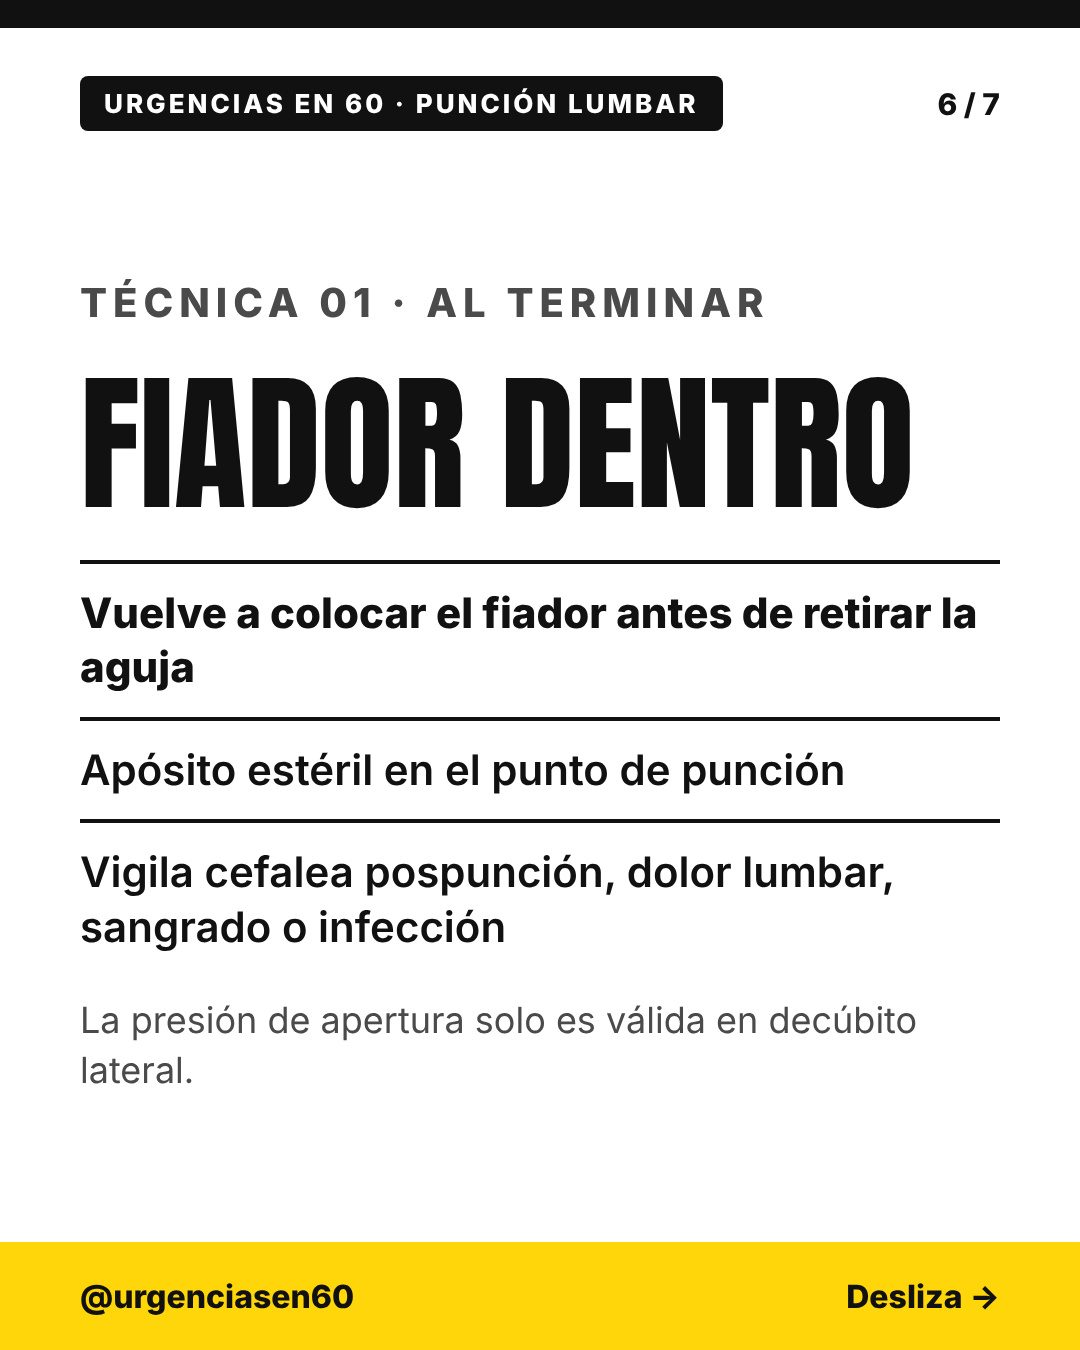 URGENCIAS EN 60 · PUNCIÓN LUMBAR
6 / 7
TÉCNICA 01 · AL TERMINAR
FIADOR DENTRO
Vuelve a colocar el fiador antes de retirar la
aguja
Apósito estéril en el punto de punción
Vigila cefalea pospunción, dolor lumbar,
sangrado o infección
La presión de apertura solo es válida en decúbito
lateral.
@urgenciasen60
Desliza →